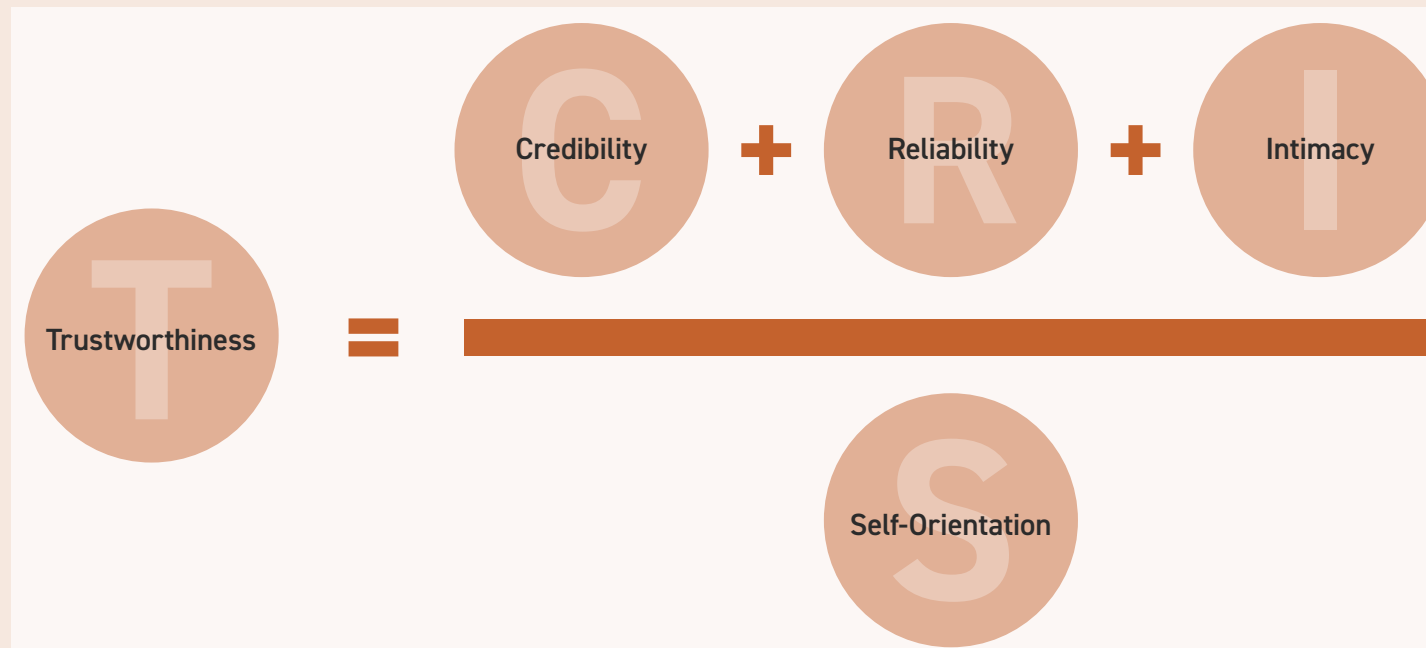 C
Credibility
+
R
Reliability
+
I
Intimacy
T
Trustworthiness
=
S
Self-Orientation